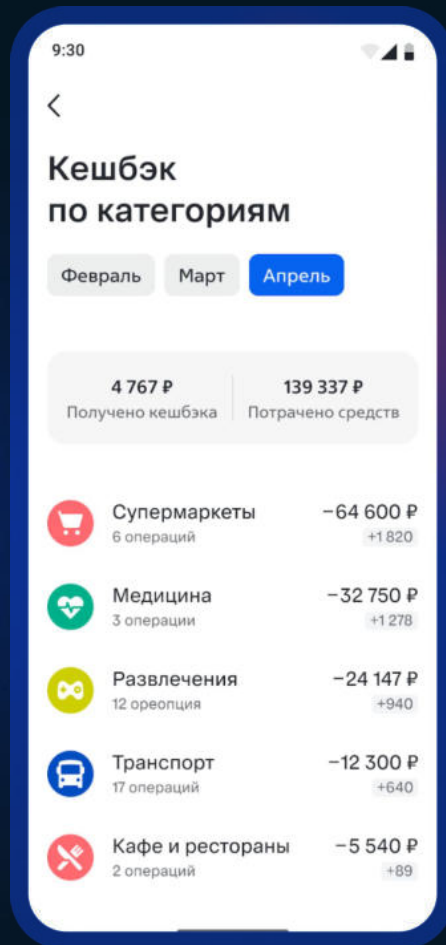 9:30
Кешбэк
по категориям
Февраль Март Апрель
4 767 ₽ 139 337 ₽
Получено кешбэка Потрачено средств
Супермаркеты −64 600 ₽
6 операций +1 820
Медицина −32 750 ₽
3 операции +1 278
Развлечения −24 147 ₽
12 ореопция +940
Транспорт −12 300 ₽
17 операций +640
Кафе и рестораны −5 540 ₽
2 операций +89